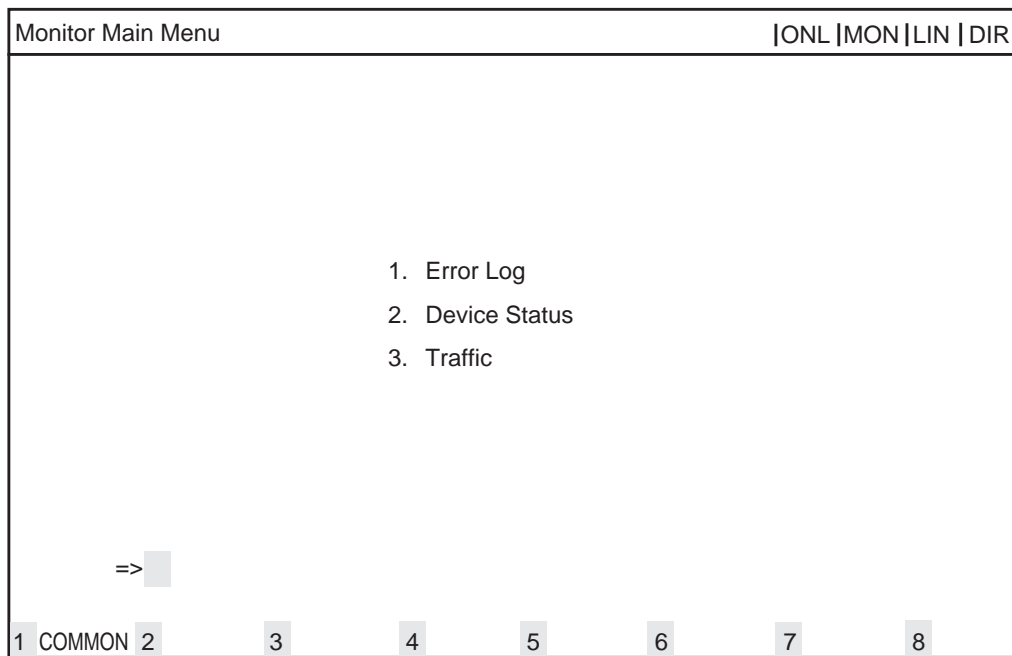 Monitor Main Menu |ONL |MON |LIN | DIR
1. Error Log
2. Device Status
3. Traffic
=>
1 COMMON 2 3 4 5 6 7 8